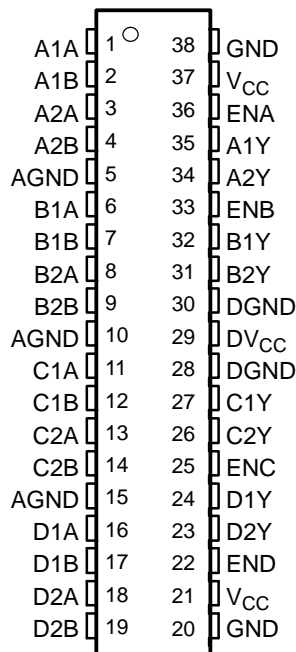 A1A 1 38 GND
A1B 2 37 VCC
A2A 3 36 ENA
A2B 4 35 A1Y
AGND 5 34 A2Y
B1A 6 33 ENB
B1B 7 32 B1Y
B2A 8 31 B2Y
B2B 9 30 DGND
AGND 10 29 DVCC
C1A 11 28 DGND
C1B 12 27 C1Y
C2A 13 26 C2Y
C2B 14 25 ENC
AGND 15 24 D1Y
D1A 16 23 D2Y
D1B 17 22 END
D2A 18 21 VCC
D2B 19 20 GND